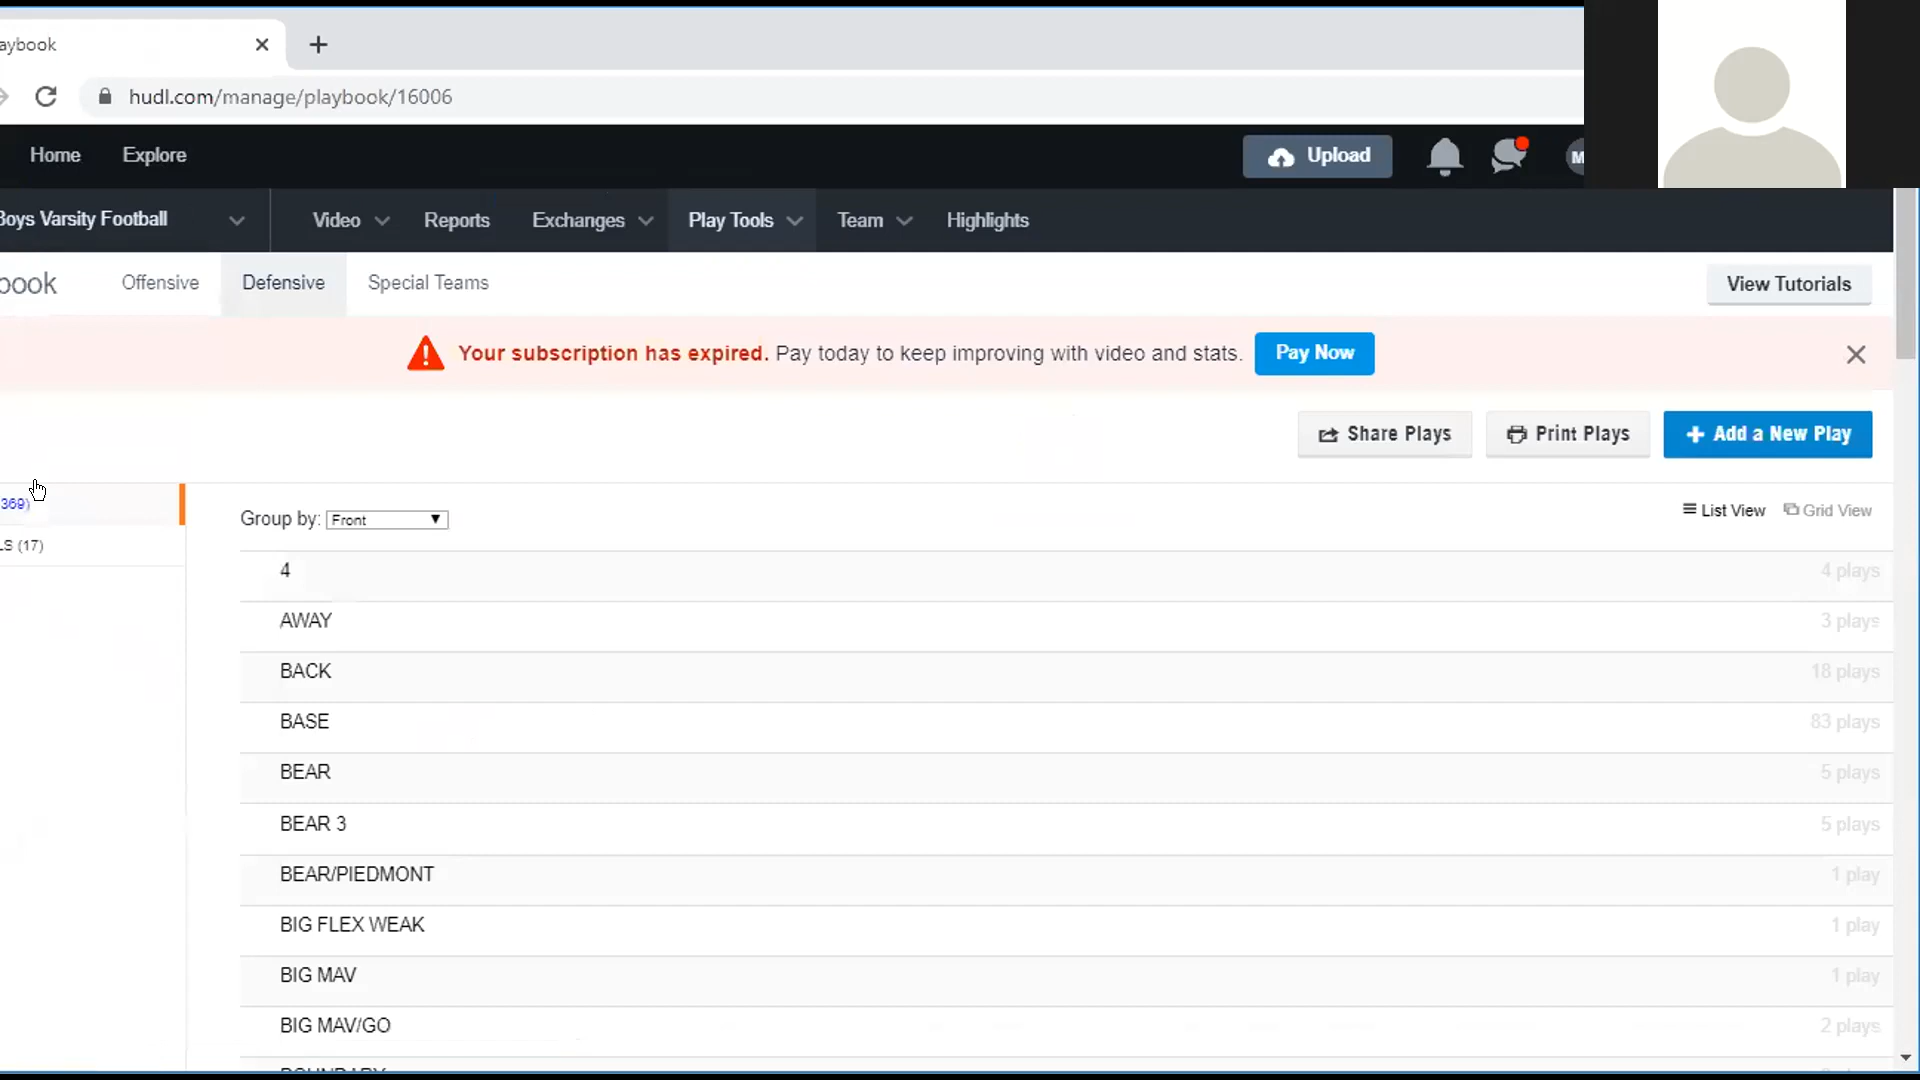 aybook
hudl.com/manage/playbook/16006
Home Explore Upload M
Boys Varsity Football Video Reports Exchanges Play Tools Team Highlights
book Offensive Defensive Special Teams View Tutorials
Your subscription has expired. Pay today to keep improving with video and stats. Pay Now
Share Plays Print Plays Add a New Play
369)
LS (17)
Group by: Front List View Grid View
4 4 plays
AWAY 3 plays
BACK 18 plays
BASE 83 plays
BEAR 5 plays
BEAR 3 5 plays
BEAR/PIEDMONT 1 play
BIG FLEX WEAK 1 play
BIG MAV 1 play
BIG MAV/GO 2 plays